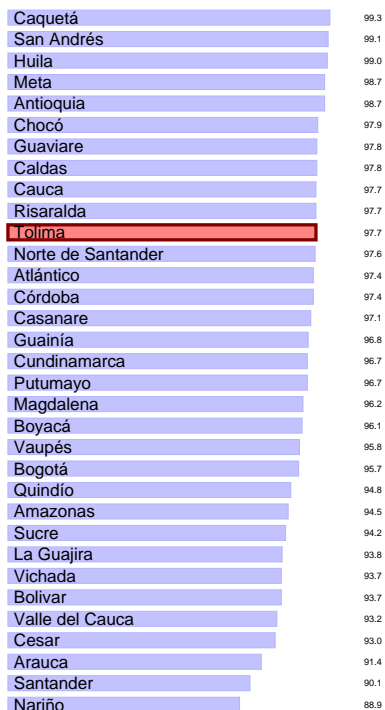 Caquetá 99.3
San Andrés 99.1
Huila 99.0
Meta 98.7
Antioquia 98.7
Chocó 97.9
Guaviare 97.8
Caldas 97.8
Cauca 97.7
Risaralda 97.7
Tolima 97.7
Norte de Santander 97.6
Atlántico 97.4
Córdoba 97.4
Casanare 97.1
Guainía 96.8
Cundinamarca 96.7
Putumayo 96.7
Magdalena 96.2
Boyacá 96.1
Vaupés 95.8
Bogotá 95.7
Quindío 94.8
Amazonas 94.5
Sucre 94.2
La Guajira 93.8
Vichada 93.7
Bolivar 93.7
Valle del Cauca 93.2
Cesar 93.0
Arauca 91.4
Santander 90.1
Nariño 88.9